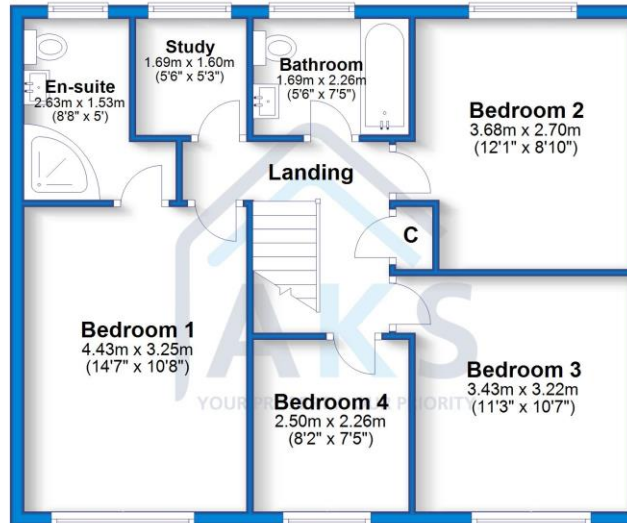 Study
1.69m x 1.60m
(5'6" x 5'3")
Bathroom
1.69m x 2.26m
(5'6" x 7'5")
En-suite
2.63m x 1.53m
(8'8" x 5')
Bedroom 2
3.68m x 2.70m
(12'1" x 8'10")
Landing
C
AKS
Bedroom 1
4.43m x 3.25m
(14'7" x 10'8")
Bedroom 3
3.43m x 3.22m
(11'3" x 10'7")
YOUR PRIORITY
Bedroom 4
2.50m x 2.26m
(8'2" x 7'5")